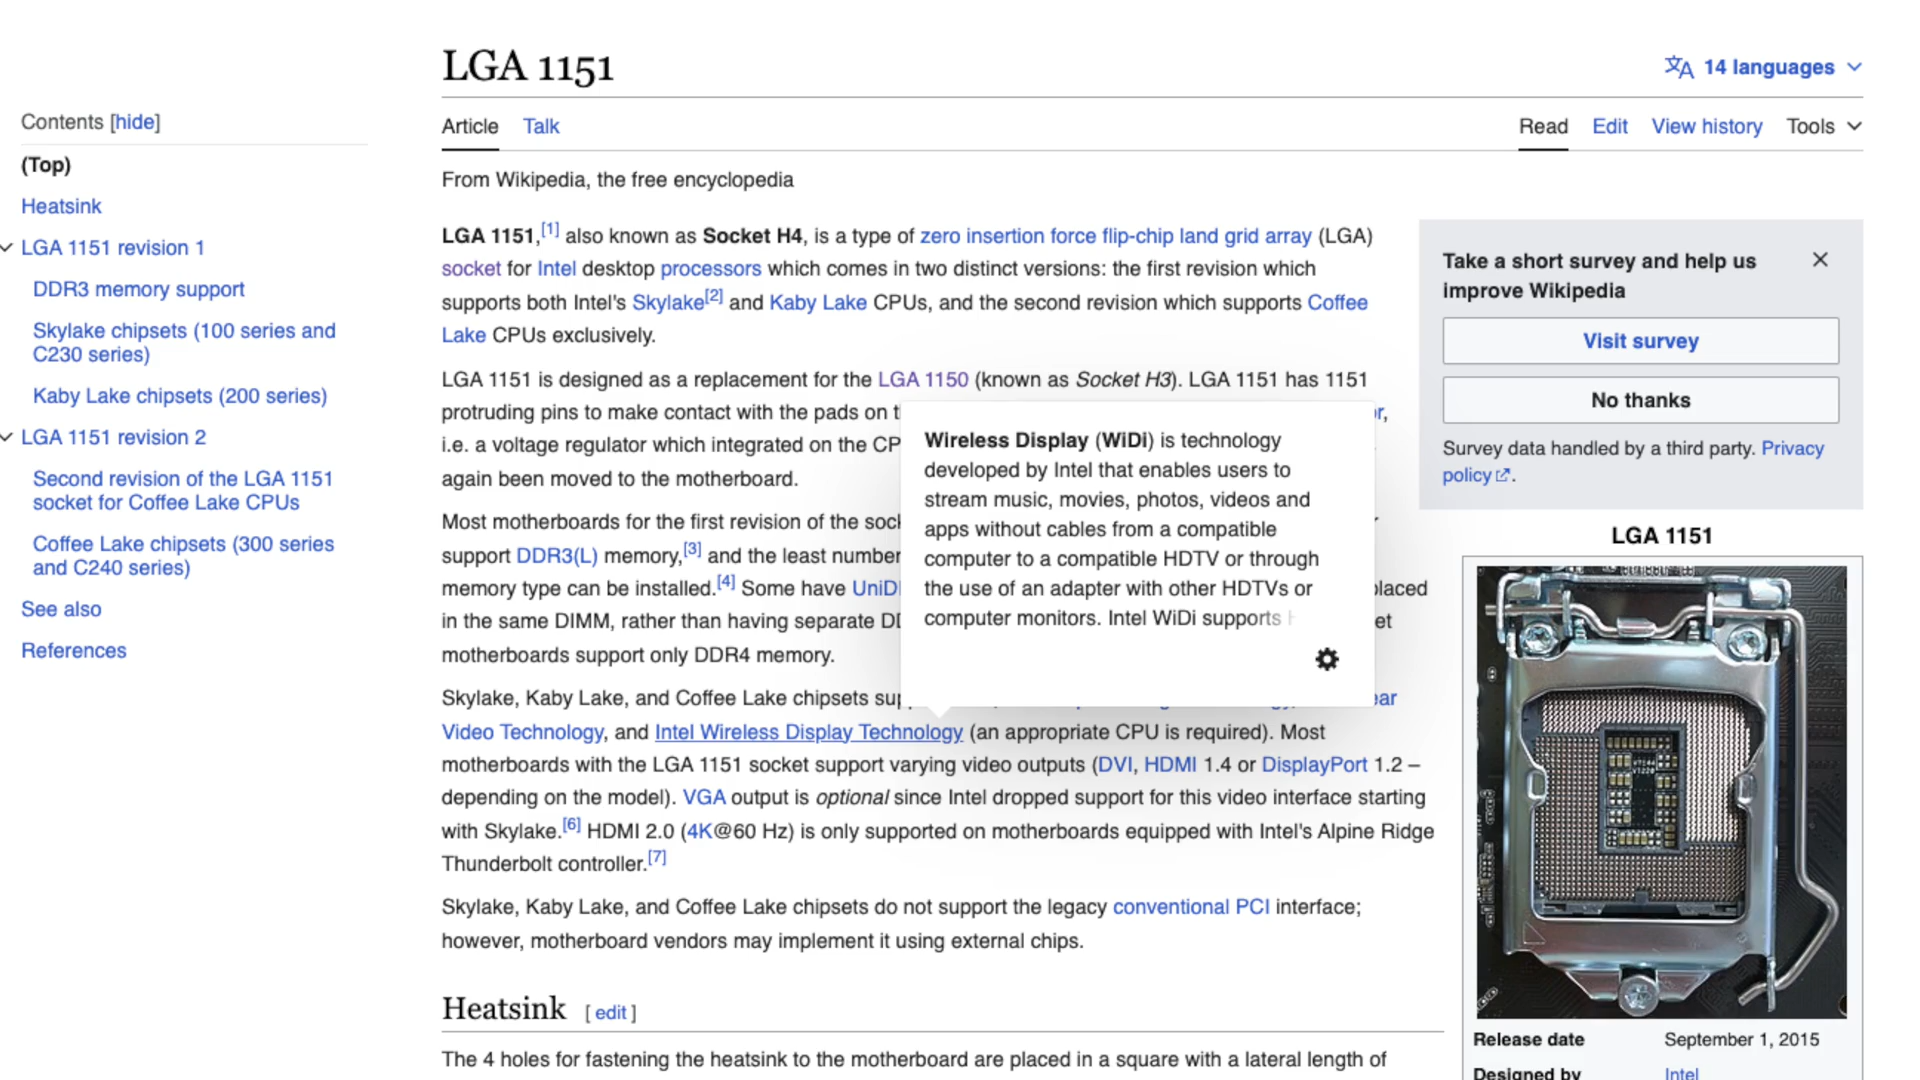 LGA 1151
14 languages
Contents [hide]
(Top)
Heatsink
LGA 1151 revision 1
DDR3 memory support
Skylake chipsets (100 series and
C230 series)
Kaby Lake chipsets (200 series)
LGA 1151 revision 2
Second revision of the LGA 1151
socket for Coffee Lake CPUs
Coffee Lake chipsets (300 series
and C240 series)
See also
References
Article Talk
Read Edit View history Tools
From Wikipedia, the free encyclopedia
LGA 1151,[1] also known as Socket H4, is a type of zero insertion force flip-chip land grid array (LGA)
socket for Intel desktop processors which comes in two distinct versions: the first revision which
supports both Intel's Skylake[2] and Kaby Lake CPUs, and the second revision which supports Coffee
Lake CPUs exclusively.
LGA 1151 is designed as a replacement for the LGA 1150 (known as Socket H3). LGA 1151 has 1151
protruding pins to make contact with the pads on
i.e. a voltage regulator which integrated on the
again been moved to the motherboard.
Most motherboards for the first revision of the
support DDR3(L) memory,[3] and the least number
memory type can be installed.[4] Some have
in the same DIMM, rather than having separate
motherboards support only DDR4 memory.
Skylake, Kaby Lake, and Coffee Lake chipsets
Video Technology, and Intel Wireless Display Technology (an appropriate CPU is required). Most
motherboards with the LGA 1151 socket support varying video outputs (DVI, HDMI 1.4 or DisplayPort 1.2 –
depending on the model). VGA output is optional since Intel dropped support for this video interface starting
with Skylake.[6] HDMI 2.0 (4K@60 Hz) is only supported on motherboards equipped with Intel's Alpine Ridge
Thunderbolt controller.[7]
Skylake, Kaby Lake, and Coffee Lake chipsets do not support the legacy conventional PCI interface;
however, motherboard vendors may implement it using external chips.
Heatsink [ edit ]
The 4 holes for fastening the heatsink to the motherboard are placed in a square with a lateral length of
Wireless Display (WiDi) is technology
developed by Intel that enables users to
stream music, movies, photos, videos and
apps without cables from a compatible
computer to a compatible HDTV or through
the use of an adapter with other HDTVs or
computer monitors. Intel WiDi supports
Take a short survey and help us
improve Wikipedia
Visit survey
No thanks
Survey data handled by a third party. Privacy
policy.
LGA 1151
Release date September 1, 2015
Designed by Intel